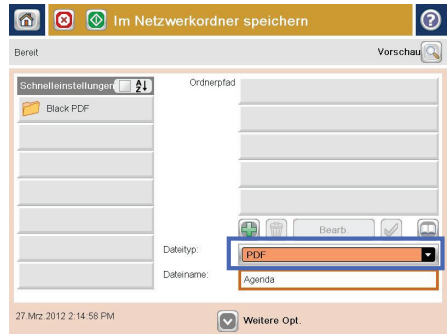 Im Netzwerkordner speichern
Bereit
Vorschau
Schnelleinstellungen
Ordnerpfad
Black PDF
Bearb.
Dateityp:
PDF
Dateiname:
Agenda
27.Mrz.2012 2:14:58 PM
Weitere Opt.